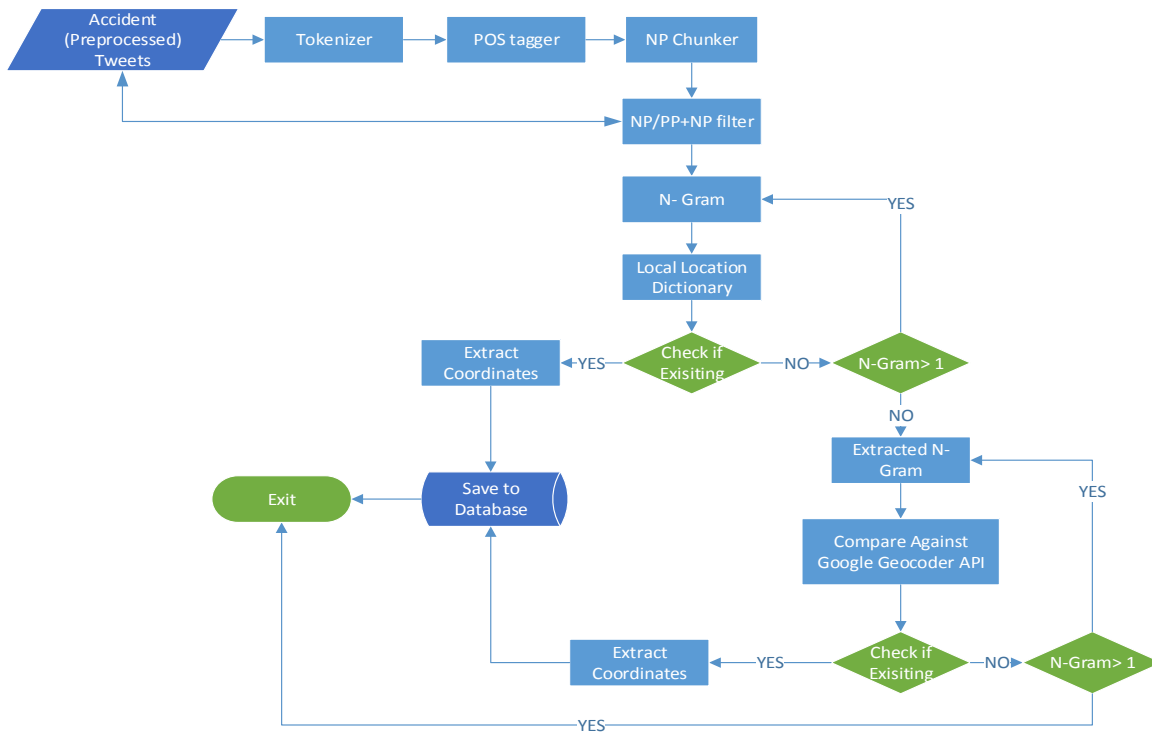 Accident
(Preprocessed)
Tweets
Tokenizer
POS tagger
NP Chunker
NP/PP+NP filter
N- Gram
YES
Local Location
Dictionary
Extract
Coordinates
YES
Check if
Exisiting
NO
N-Gram> 1
NO
Extracted N-
Gram
YES
Exit
Save to
Database
Compare Against
Google Geocoder API
Extract
Coordinates
YES
Check if
Exisiting
NO
N-Gram> 1
YES